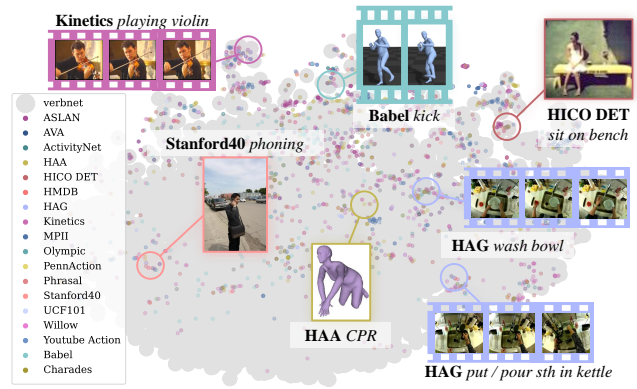 Kinetics playing violin
Babel kick
HICO DET
sit on bench
Stanford40 phoning
HAG wash bowl
HAA CPR
HAG put / pour sth in kettle
verbnet
ASLAN
AVA
ActivityNet
HAA
HICO DET
HMDB
HAG
Kinetics
MPII
Olympic
PennAction
Phrasal
Stanford40
UCF101
Willow
Youtube Action
Babel
Charades